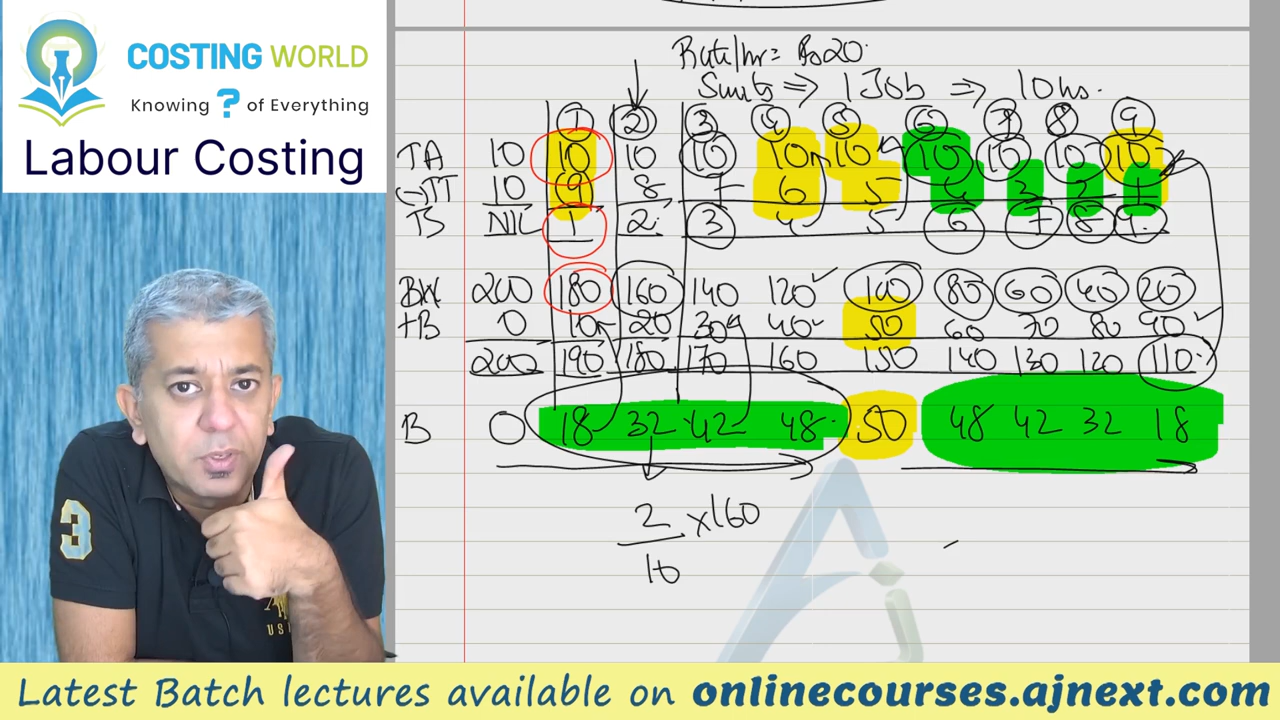 COSTING WORLD
Knowing ? of Everything
Labour Costing
Rate/hr = Rs 20.
5 units ⇒ 1 Job ⇒ 10 hrs.
1 2 3 4 5 6 7 8 9
TA 10 10 10 10 10 10 10 10 10 10
(-) TT 10 9 8 7 6 5 4 3 2 1
TS NIL 1 2 3 4 5 6 7 8 9
BW 200 180 160 140 120 100 80 60 40 20
+B 0 10 20 30 40 50 60 70 80 90
200 190 180 170 160 150 140 130 120 110
B 0 18 32 42 48 50 48 42 32 18
2/10 × 160
3
US
Latest Batch lectures available on onlinecourses.ajnext.com